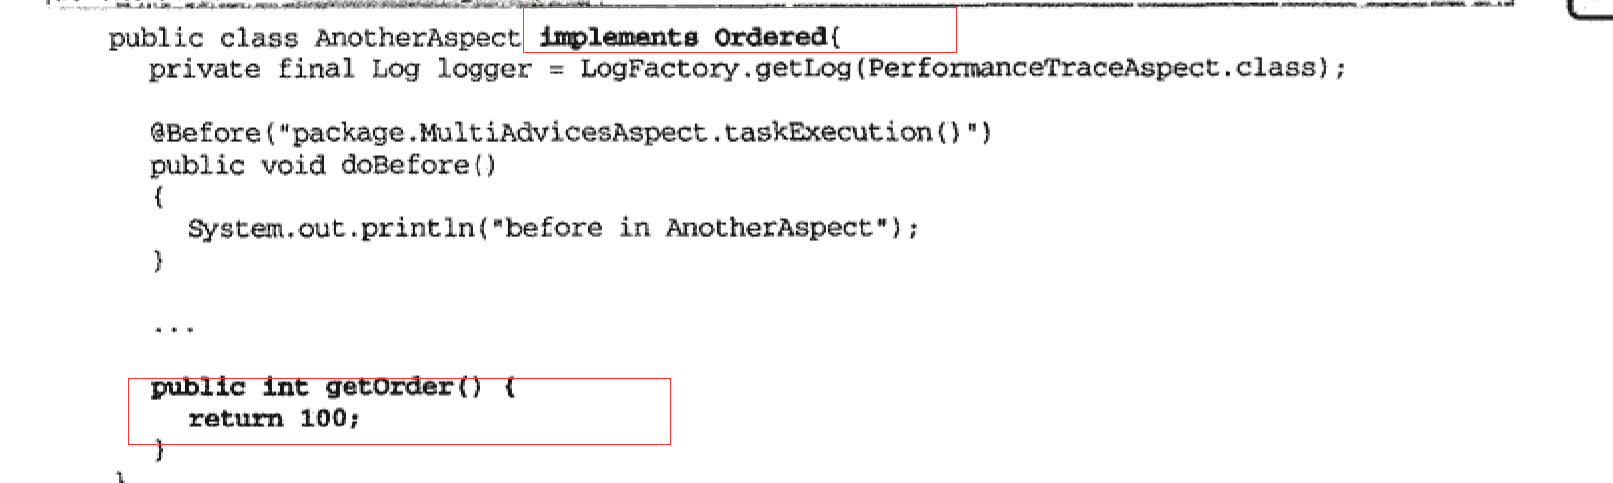 public class AnotherAspect implements Ordered{
private final Log logger = LogFactory.getLog(PerformanceTraceAspect.class);
@Before("package.MultiAdvicesAspect.taskExecution()")
public void doBefore()
{
System.out.println("before in AnotherAspect");
}
...
public int getOrder() {
return 100;
}